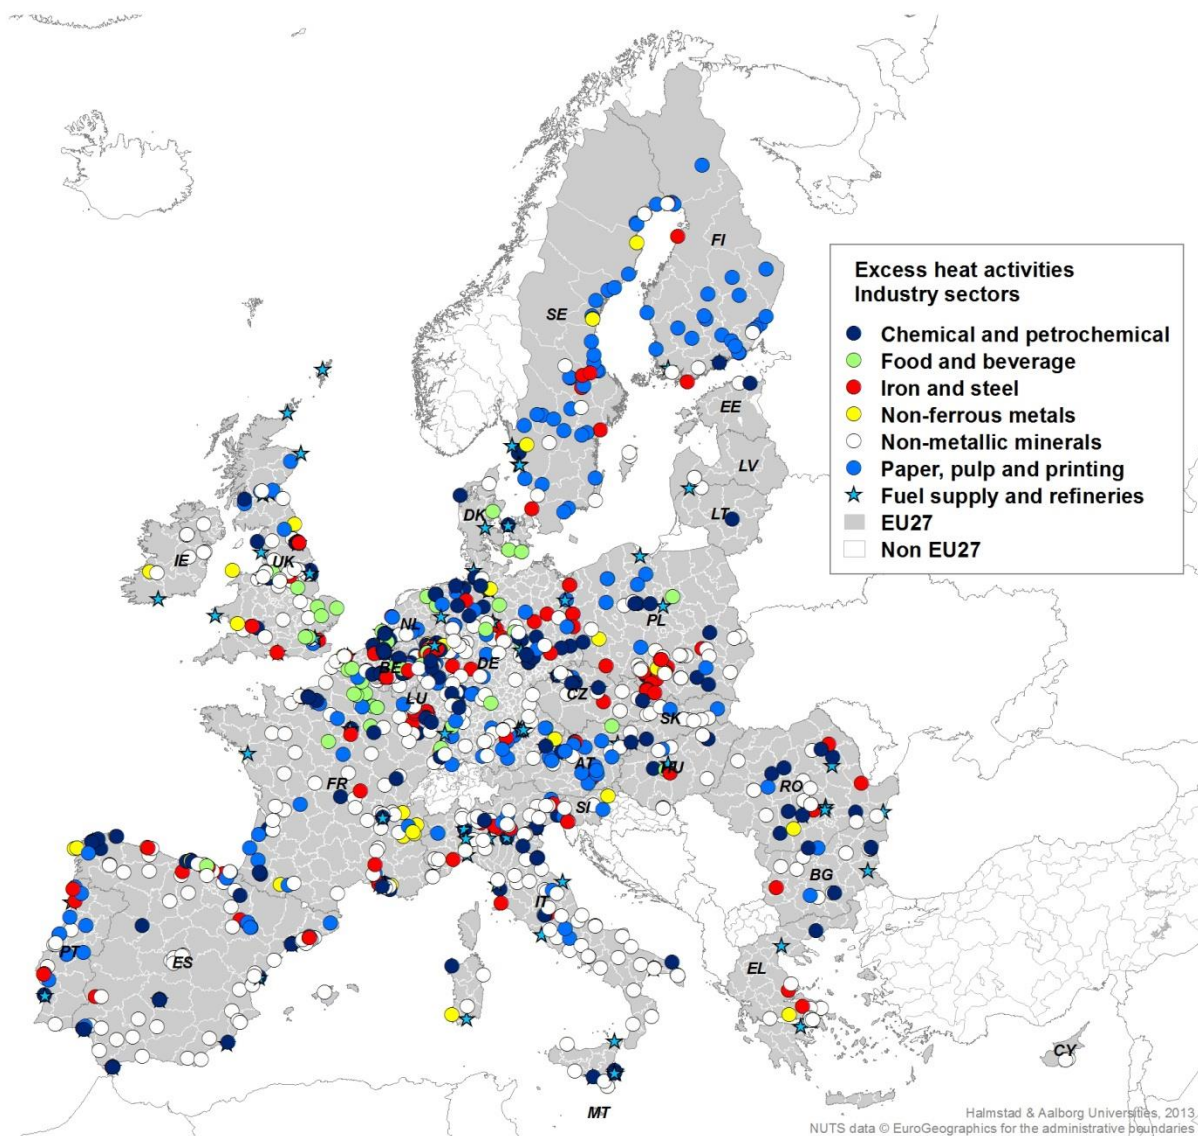 FI
SE
EE
LV
LT
DK
IE
UK
NL
PL
BE
DE
LU
CZ
SK
FR
AT
HU
RO
SI
BG
IT
PT
ES
EL
CY
MT
Excess heat activities
Industry sectors
Chemical and petrochemical
Food and beverage
Iron and steel
Non-ferrous metals
Non-metallic minerals
Paper, pulp and printing
Fuel supply and refineries
EU27
Non EU27
Halmstad & Aalborg Universities, 2013
NUTS data © EuroGeographics for the administrative boundaries